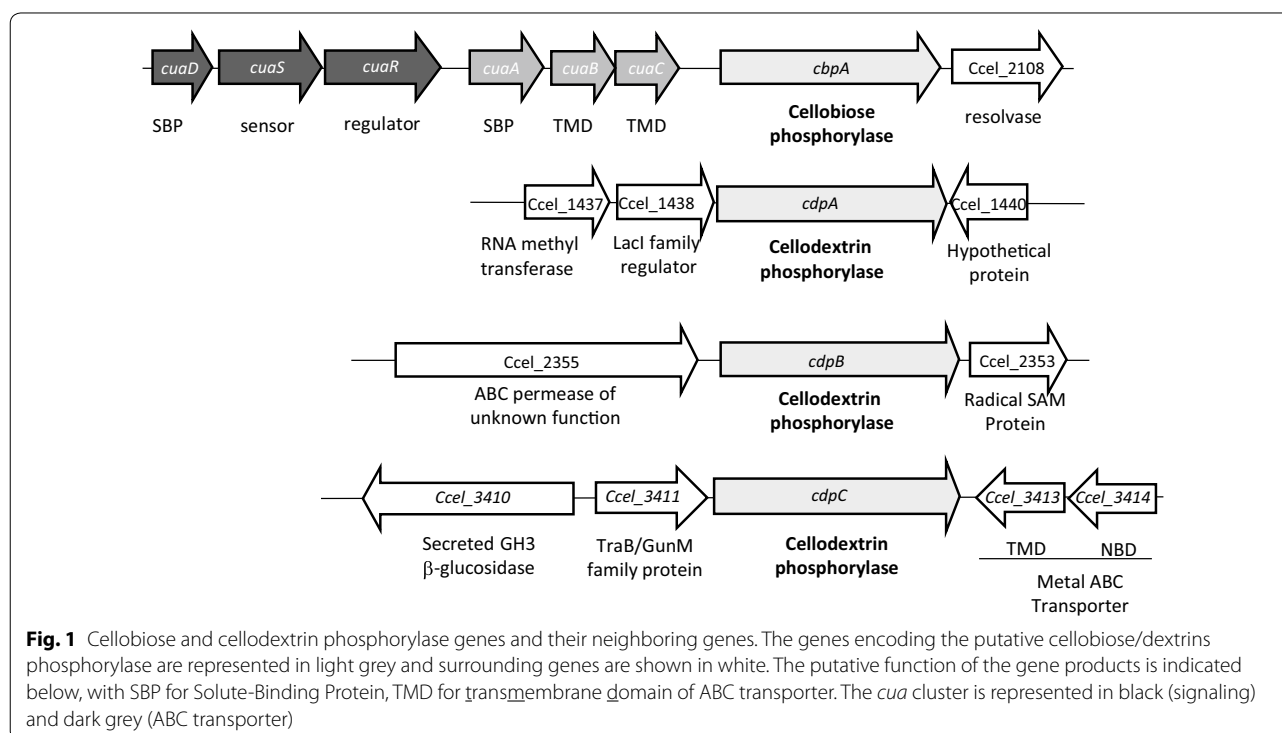 cuaD cuaS cuaR cuaA cuaB cuaC cbpA Ccel_2108
SBP sensor regulator SBP TMD TMD Cellobiose phosphorylase resolvase
Ccel_1437 Ccel_1438 cdpA Ccel_1440
RNA methyl transferase LacI family regulator Cellodextrin phosphorylase Hypothetical protein
Ccel_2355 cdpB Ccel_2353
ABC permease of unknown function Cellodextrin phosphorylase Radical SAM Protein
Ccel_3410 Ccel_3411 cdpC Ccel_3413 Ccel_3414
Secreted GH3 β-glucosidase TraB/GunM family protein Cellodextrin phosphorylase TMD NBD
Metal ABC Transporter
Fig. 1 Cellobiose and cellodextrin phosphorylase genes and their neighboring genes. The genes encoding the putative cellobiose/dextrins
phosphorylase are represented in light grey and surrounding genes are shown in white. The putative function of the gene products is indicated
below, with SBP for Solute-Binding Protein, TMD for transmembrane domain of ABC transporter. The cua cluster is represented in black (signaling)
and dark grey (ABC transporter)